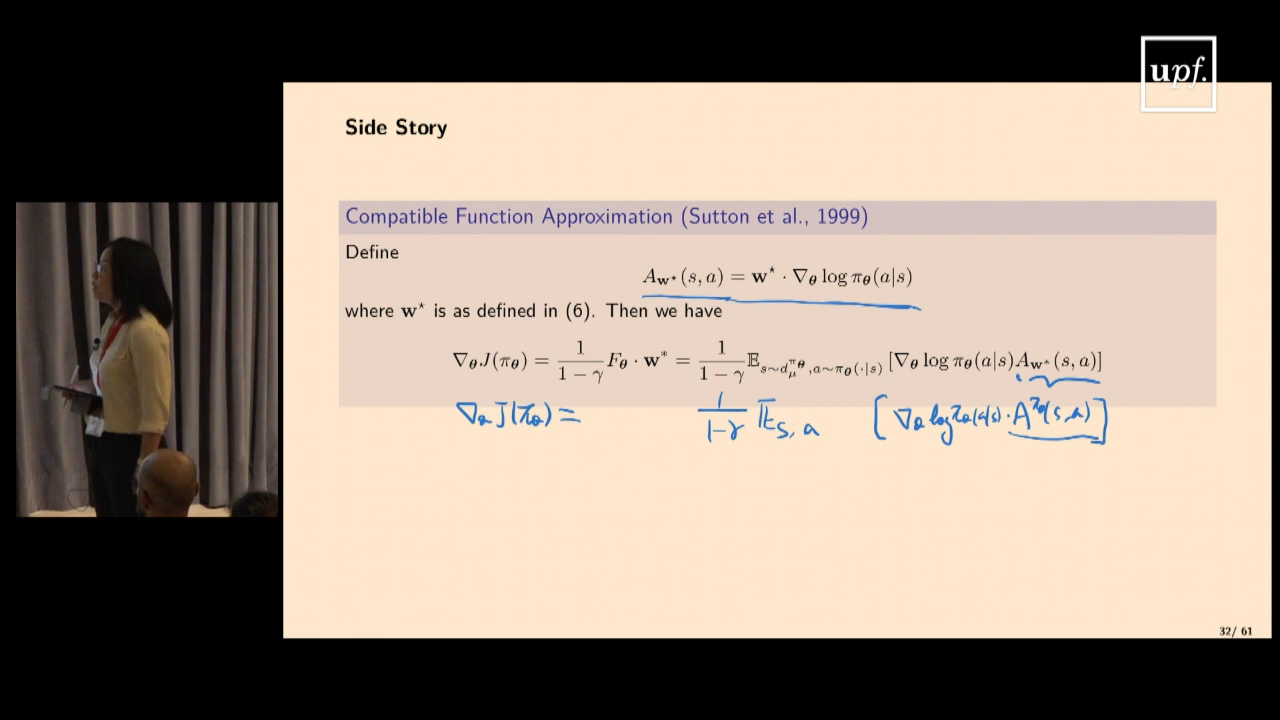 upf.
Side Story
Compatible Function Approximation (Sutton et al., 1999)
Define
A_{w⋆}(s, a) = w⋆ · ∇_θ log π_θ(a|s)
where w⋆ is as defined in (6). Then we have
∇_θ J(π_θ) = 1/(1 − γ) F_θ · w* = 1/(1 − γ) 𝔼_{s∼d_μ^{π_θ}, a∼π_θ(·|s)} [∇_θ log π_θ(a|s) A_{w*}(s, a)]
∇_θ J(π_θ) = 1/(1−γ) 𝔼_{s, a} [∇_θ log π_θ(a|s) · A^{π_θ}(s, a)]
32/ 61